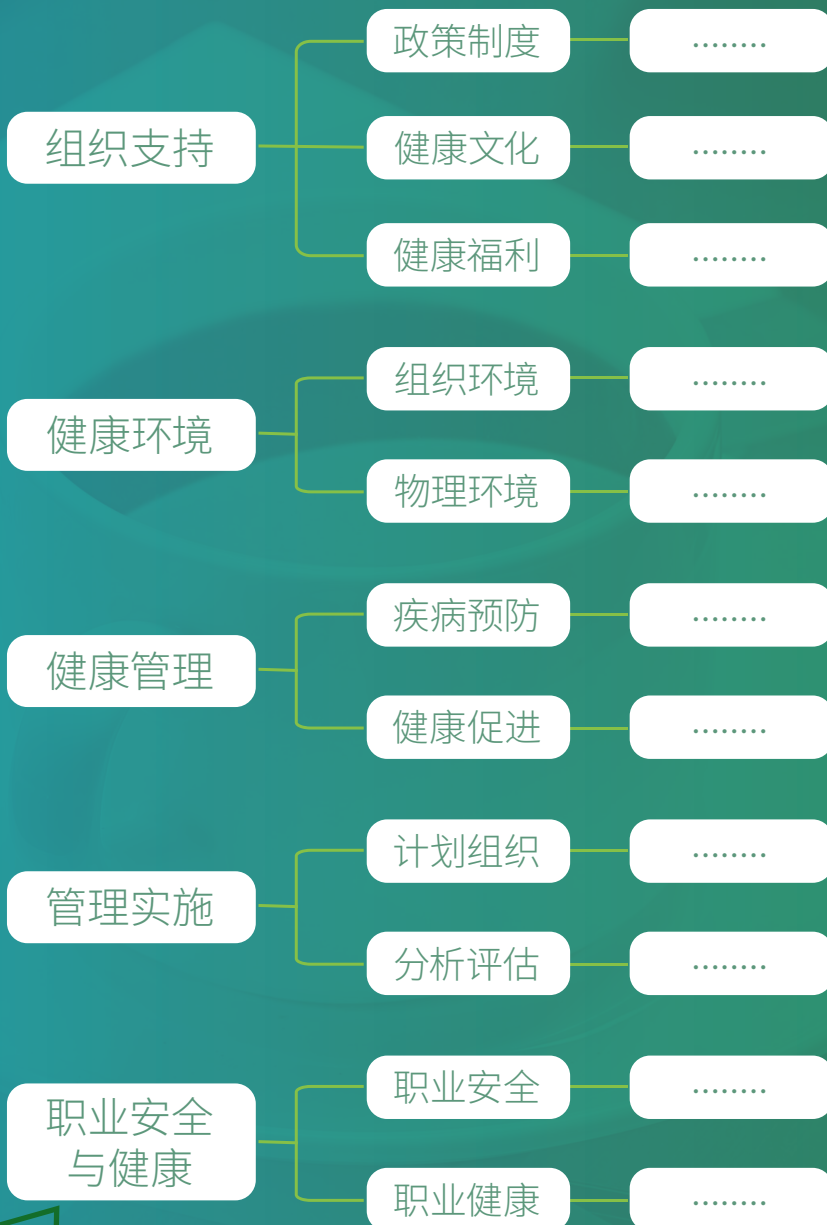 组织支持
政策制度
........
健康文化
........
健康福利
........
健康环境
组织环境
........
物理环境
........
健康管理
疾病预防
........
健康促进
........
管理实施
计划组织
........
分析评估
........
职业安全
与健康
职业安全
........
职业健康
........